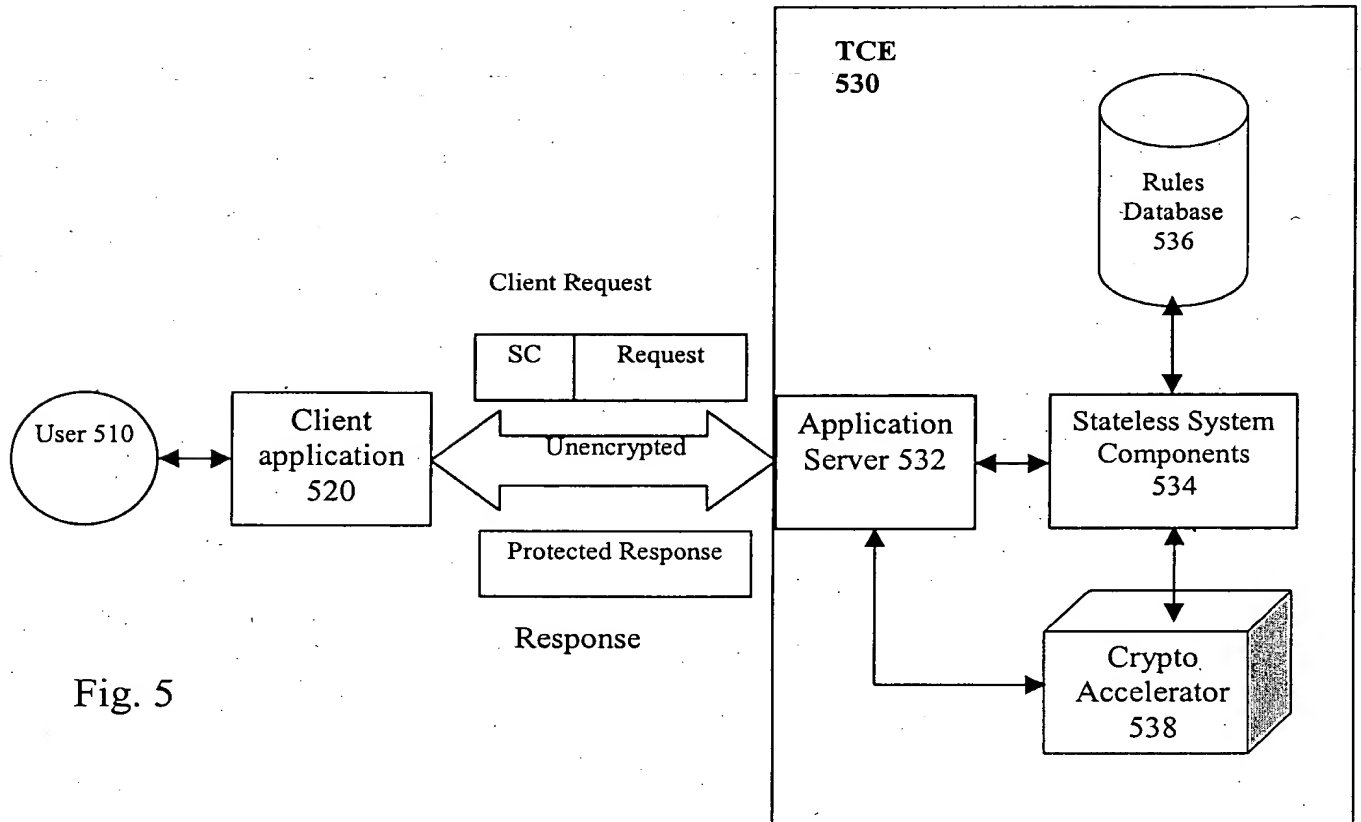 TCE
530
Rules
Database
536
Client Request
SC
Request
User 510
Client
application
520
Unencrypted
Application
Server 532
Stateless System
Components
534
Protected Response
Response
Crypto
Accelerator
538
Fig. 5